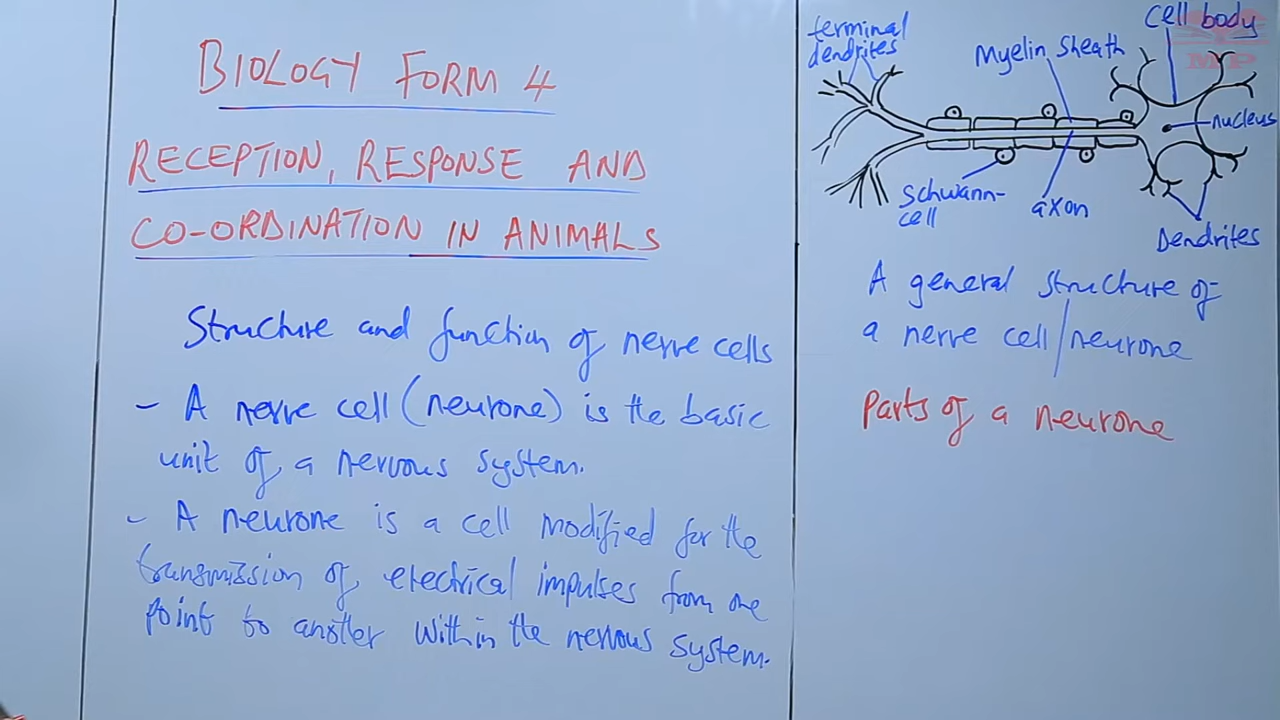 BIOLOGY FORM 4
RECEPTION, RESPONSE AND
CO-ORDINATION IN ANIMALS
Structure and function of nerve cells
- A nerve cell (neurone) is the basic
unit of a nervous system.
- A neurone is a cell modified for the
transmission of electrical impulses from one
point to another within the nervous system.
terminal
dendrites
Myelin sheath
cell body
MP
nucleus
Schwann-
cell
axon
Dendrites
A general structure of
a nerve cell/neurone
parts of a neurone